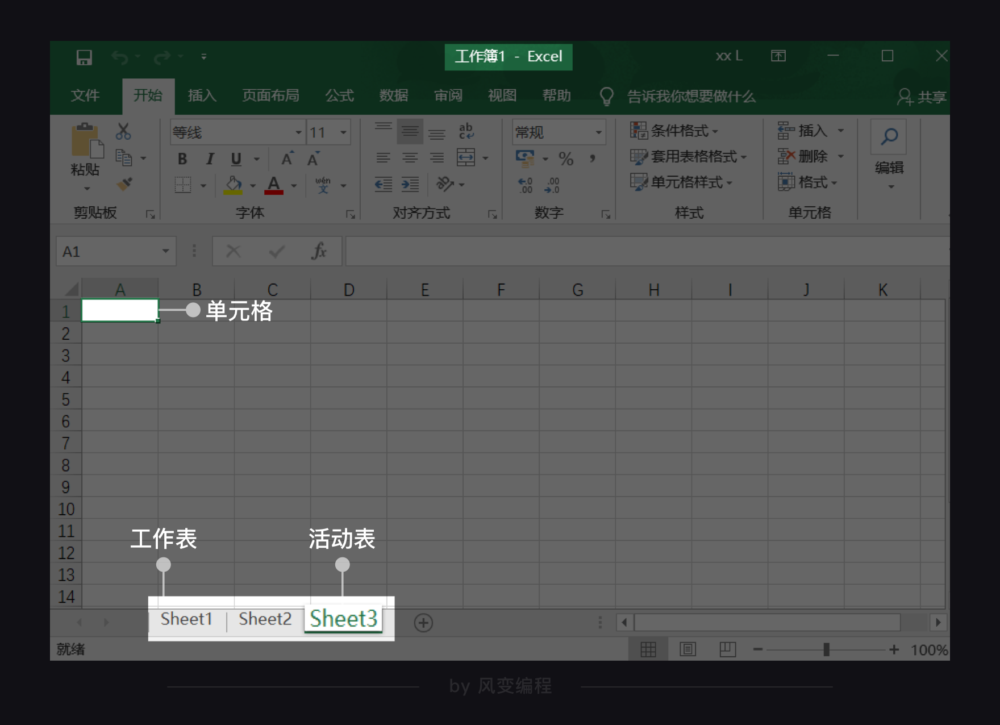 工作簿1 - Excel
xx L
文件 开始 插入 页面布局 公式 数据 审阅 视图 帮助 告诉我你想要做什么 共享
等线 11 ab c 常规 条件格式 插入
粘贴 B I U A A % , 套用表格格式 删除 编辑
A wén 文 .0 .00 .00 .0 单元格样式 格式
剪贴板 字体 对齐方式 数字 样式 单元格
A1 fx
A B C D E F G H I J K
1 单元格
2
3
4
5
6
7
8
9
10
11
工作表 活动表
12
13
14
Sheet1 Sheet2 Sheet3
就绪 100%
by 风变编程